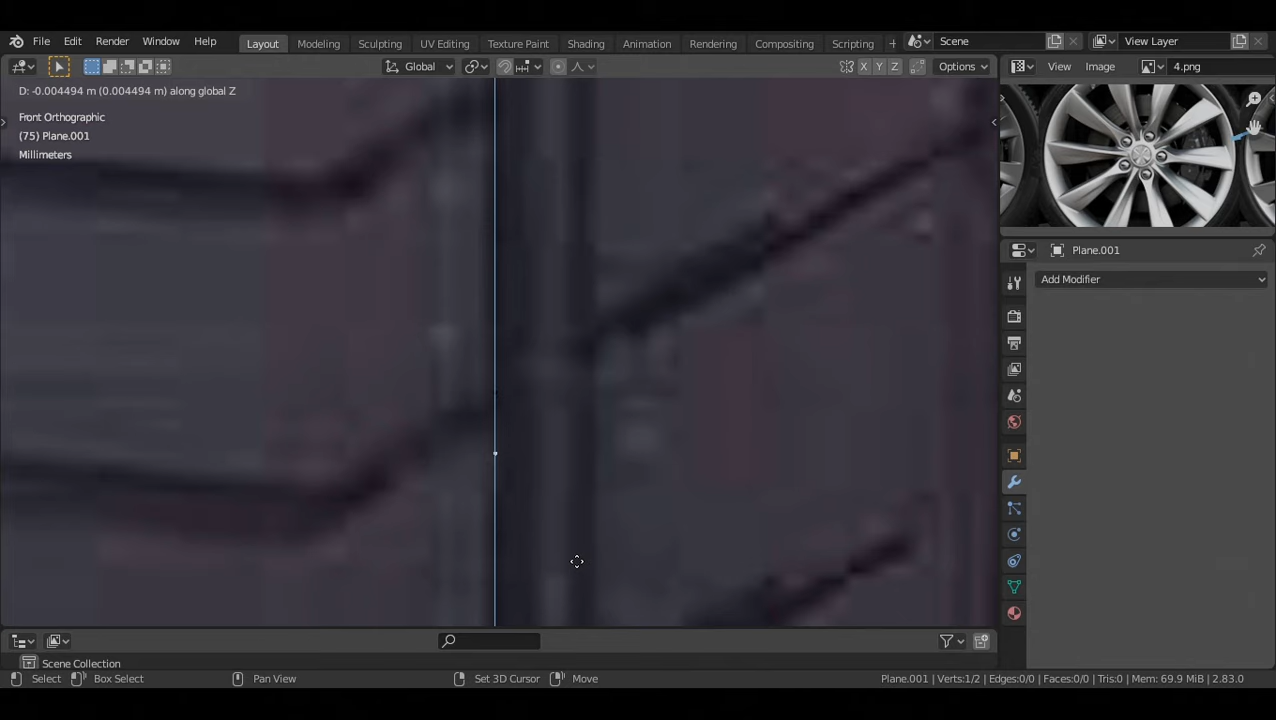 File Edit Render Window Help Layout Modeling Sculpting UV Editing Texture Paint Shading Animation Rendering Compositing Scripting + Scene View Layer
Global X Y Z Options View Image 4.png
D: -0.004494 m (0.004494 m) along global Z
Front Orthographic
(75) Plane.001
Millimeters
Plane.001
Add Modifier
Scene Collection
Select Box Select Pan View Set 3D Cursor Move Plane.001 | Verts:1/2 | Edges:0/0 | Faces:0/0 | Tris:0 | Mem: 69.9 MiB | 2.83.0